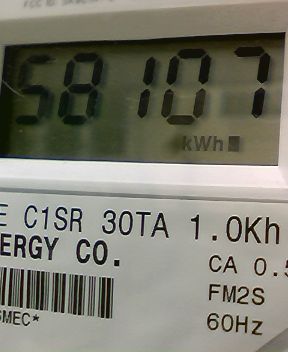 58107
kWh
E C1SR 30TA 1.0Kh
ERGY CO.
CA 0.5
FM2S
SMEC*
60Hz